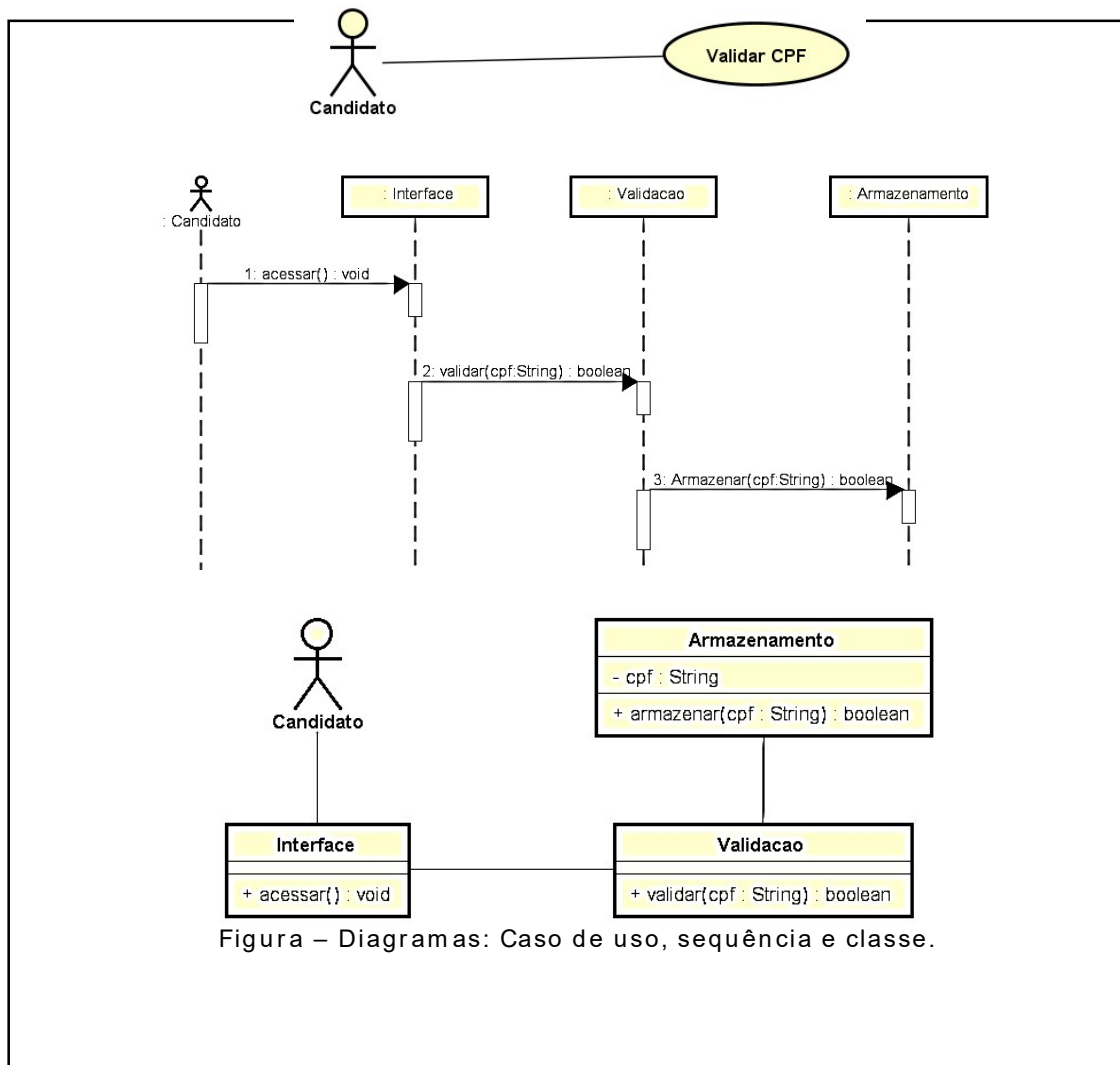 Validar CPF
Candidato
: Candidato
: Interface
: Validacao
: Armazenamento
1: acessar() : void
2: validar(cpf:String) : boolean
3: Armazenar(cpf:String) : boolean
Candidato
Armazenamento
- cpf : String
+ armazenar(cpf : String) : boolean
Interface
+ acessar() : void
Validacao
+ validar(cpf : String) : boolean
Figura – Diagramas: Caso de uso, sequência e classe.